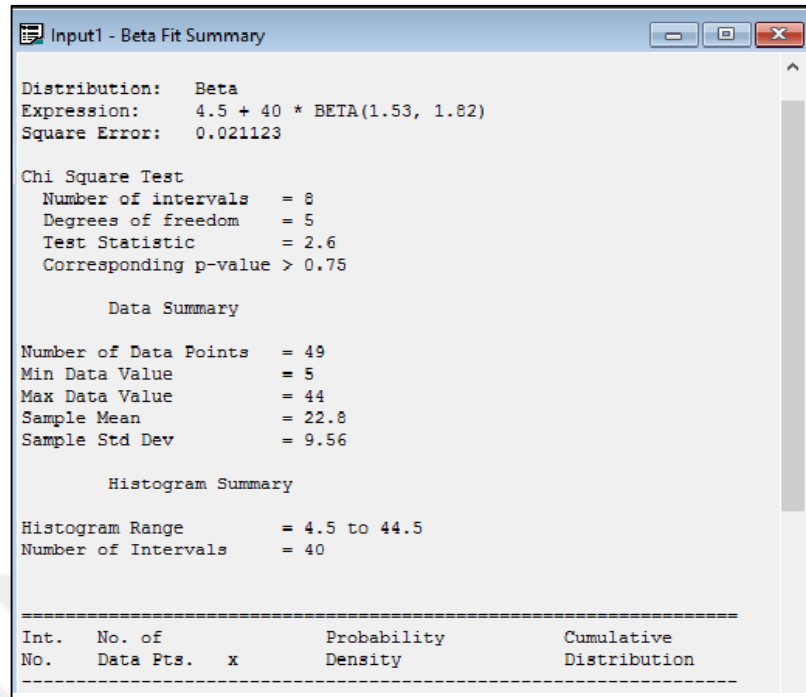 Input1 - Beta Fit Summary
Distribution: Beta
Expression: 4.5 + 40 * BETA(1.53, 1.82)
Square Error: 0.021123
Chi Square Test
Number of intervals = 8
Degrees of freedom = 5
Test Statistic = 2.6
Corresponding p-value > 0.75
Data Summary
Number of Data Points = 49
Min Data Value = 5
Max Data Value = 44
Sample Mean = 22.8
Sample Std Dev = 9.56
Histogram Summary
Histogram Range = 4.5 to 44.5
Number of Intervals = 40
Int. No. of Probability Cumulative
No. Data Pts. x Density Distribution